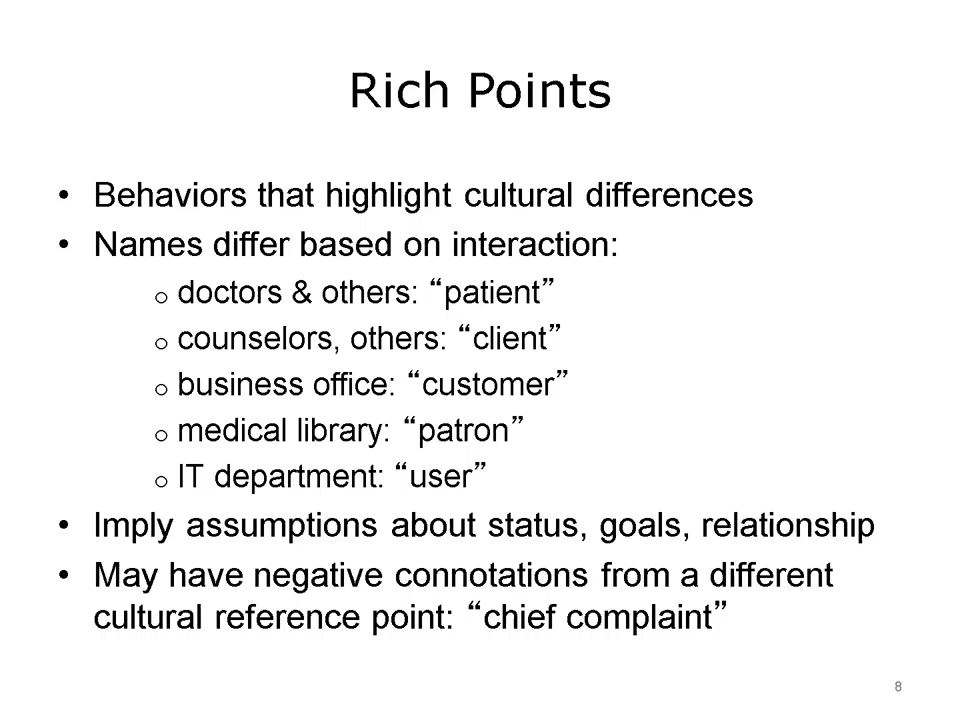 Rich Points
• Behaviors that highlight cultural differences
• Names differ based on interaction:
o doctors & others: “patient”
o counselors, others: “client”
o business office: “customer”
o medical library: “patron”
o IT department: “user”
• Imply assumptions about status, goals, relationship
• May have negative connotations from a different
cultural reference point: “chief complaint”
8